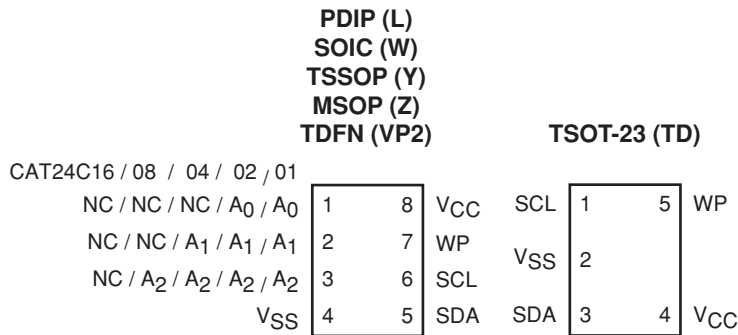 PDIP (L)
SOIC (W)
TSSOP (Y)
MSOP (Z)
TDFN (VP2)
TSOT-23 (TD)
CAT24C16 / 08 / 04 / 02 / 01
NC / NC / NC / A0 / A0 1 8 VCC
NC / NC / A1 / A1 / A1 2 7 WP
NC / A2 / A2 / A2 / A2 3 6 SCL
VSS 4 5 SDA
SCL 1 5 WP
VSS 2
SDA 3 4 VCC